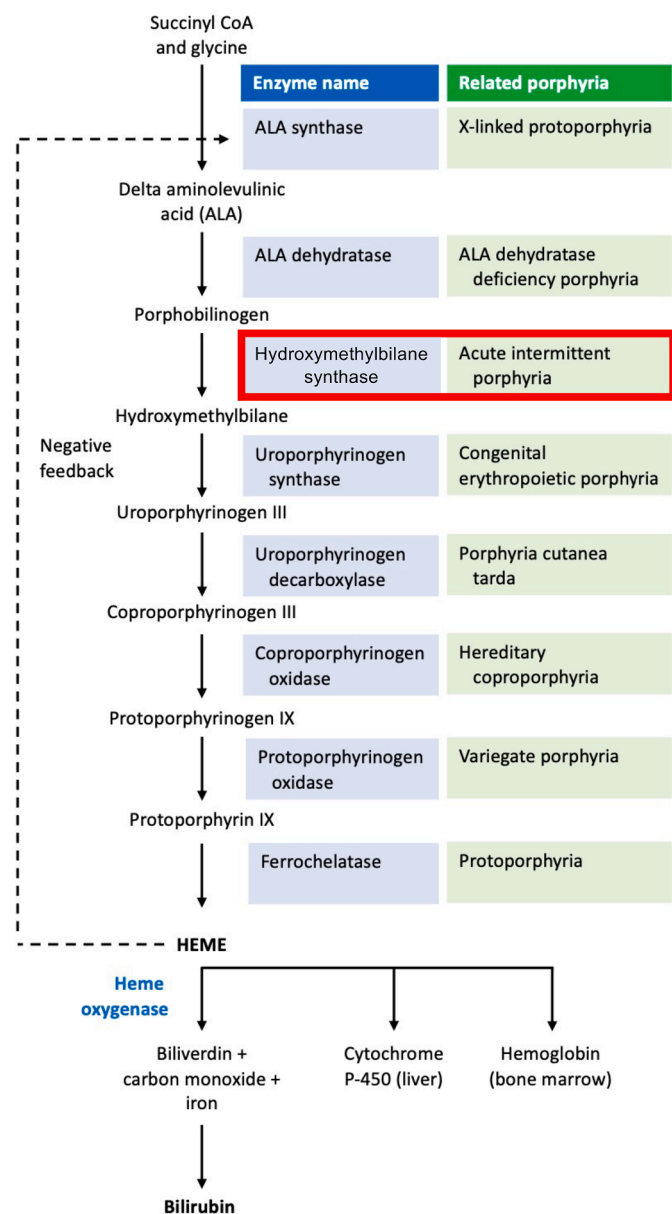 Succinyl CoA
and glycine
Enzyme name
Related porphyria
ALA synthase
X-linked protoporphyria
Delta aminolevulinic
acid (ALA)
ALA dehydratase
ALA dehydratase
deficiency porphyria
Porphobilinogen
Hydroxymethylbilane
synthase
Acute intermittent
porphyria
Hydroxymethylbilane
Negative
feedback
Uroporphyrinogen
synthase
Congenital
erythropoietic porphyria
Uroporphyrinogen III
Uroporphyrinogen
decarboxylase
Porphyria cutanea
tarda
Coproporphyrinogen III
Coproporphyrinogen
oxidase
Hereditary
coproporphyria
Protoporphyrinogen IX
Protoporphyrinogen
oxidase
Variegate porphyria
Protoporphyrin IX
Ferrochelatase
Protoporphyria
HEME
Heme
oxygenase
Biliverdin +
carbon monoxide +
iron
Cytochrome
P-450 (liver)
Hemoglobin
(bone marrow)
Bilirubin